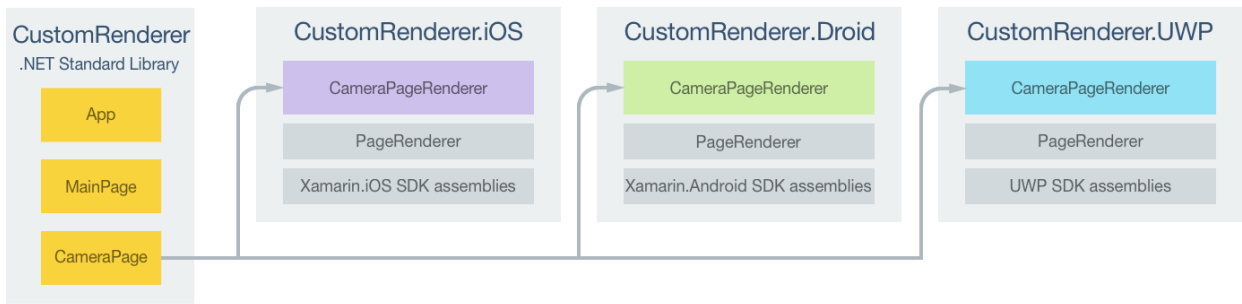 CustomRenderer
.NET Standard Library
App
MainPage
CameraPage
CustomRenderer.iOS
CameraPageRenderer
PageRenderer
Xamarin.iOS SDK assemblies
CustomRenderer.Droid
CameraPageRenderer
PageRenderer
Xamarin.Android SDK assemblies
CustomRenderer.UWP
CameraPageRenderer
PageRenderer
UWP SDK assemblies